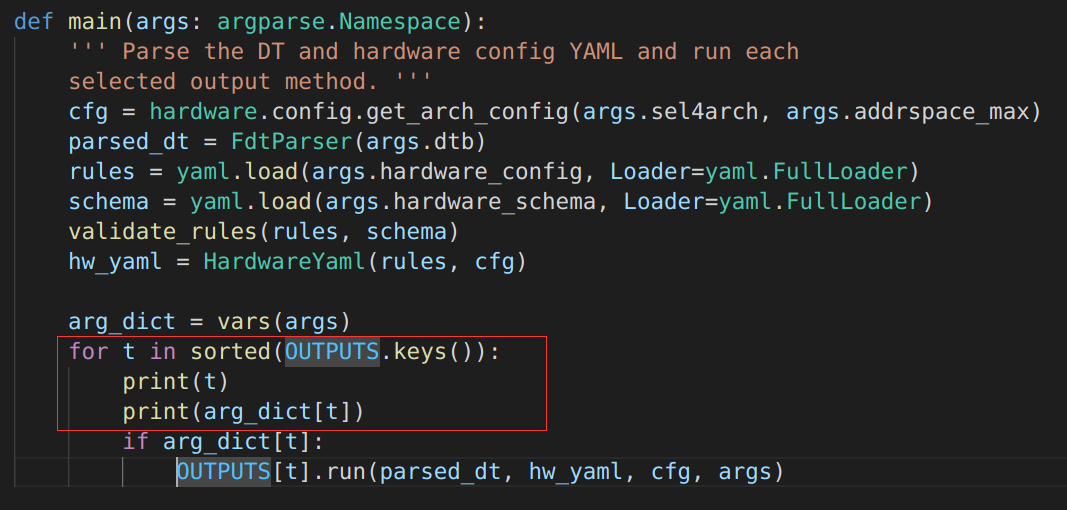 def main(args: argparse.Namespace):
    ''' Parse the DT and hardware config YAML and run each
    selected output method. '''
    cfg = hardware.config.get_arch_config(args.sel4arch, args.addrspace_max)
    parsed_dt = FdtParser(args.dtb)
    rules = yaml.load(args.hardware_config, Loader=yaml.FullLoader)
    schema = yaml.load(args.hardware_schema, Loader=yaml.FullLoader)
    validate_rules(rules, schema)
    hw_yaml = HardwareYaml(rules, cfg)

    arg_dict = vars(args)
    for t in sorted(OUTPUTS.keys()):
        print(t)
        print(arg_dict[t])
        if arg_dict[t]:
            OUTPUTS[t].run(parsed_dt, hw_yaml, cfg, args)